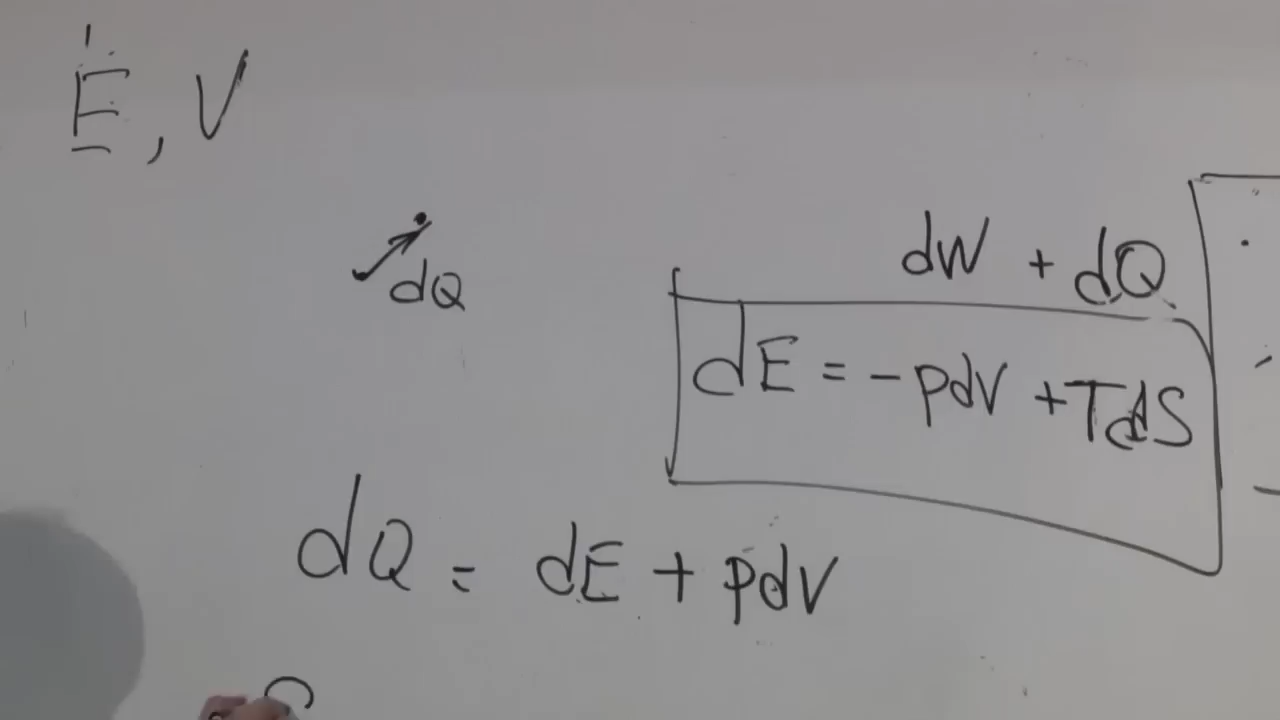 E, V
dQ
dW + dQ
dE = -pdV + TdS
dQ = dE + pdV